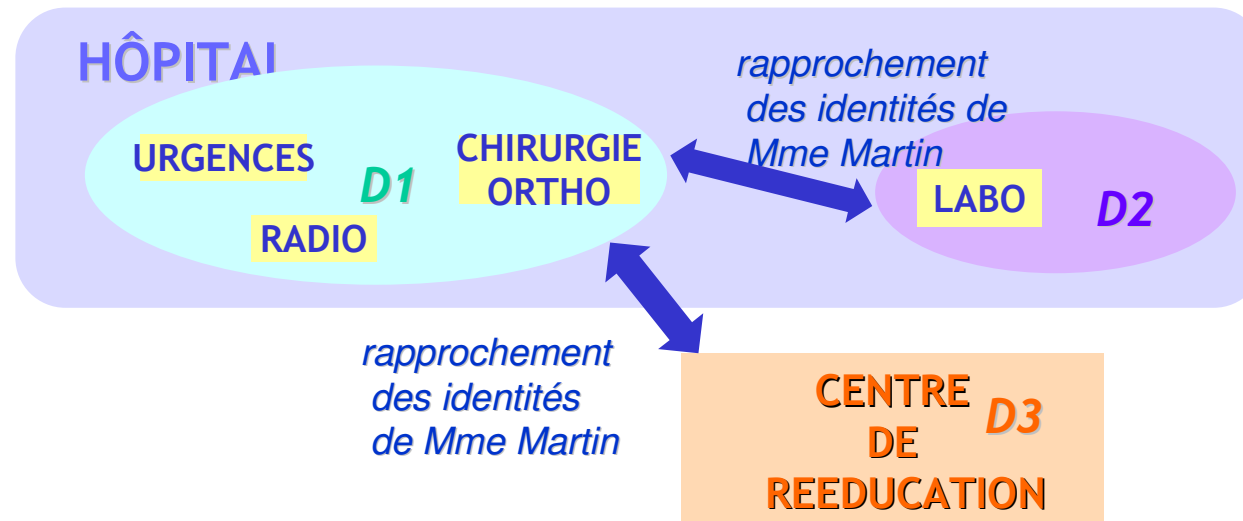 HÔPITAL
rapprochement
des identités de
Mme Martin
URGENCES
D1
CHIRURGIE
ORTHO
RADIO
LABO
D2
rapprochement
des identités
de Mme Martin
CENTRE
DE
REEDUCATION
D3